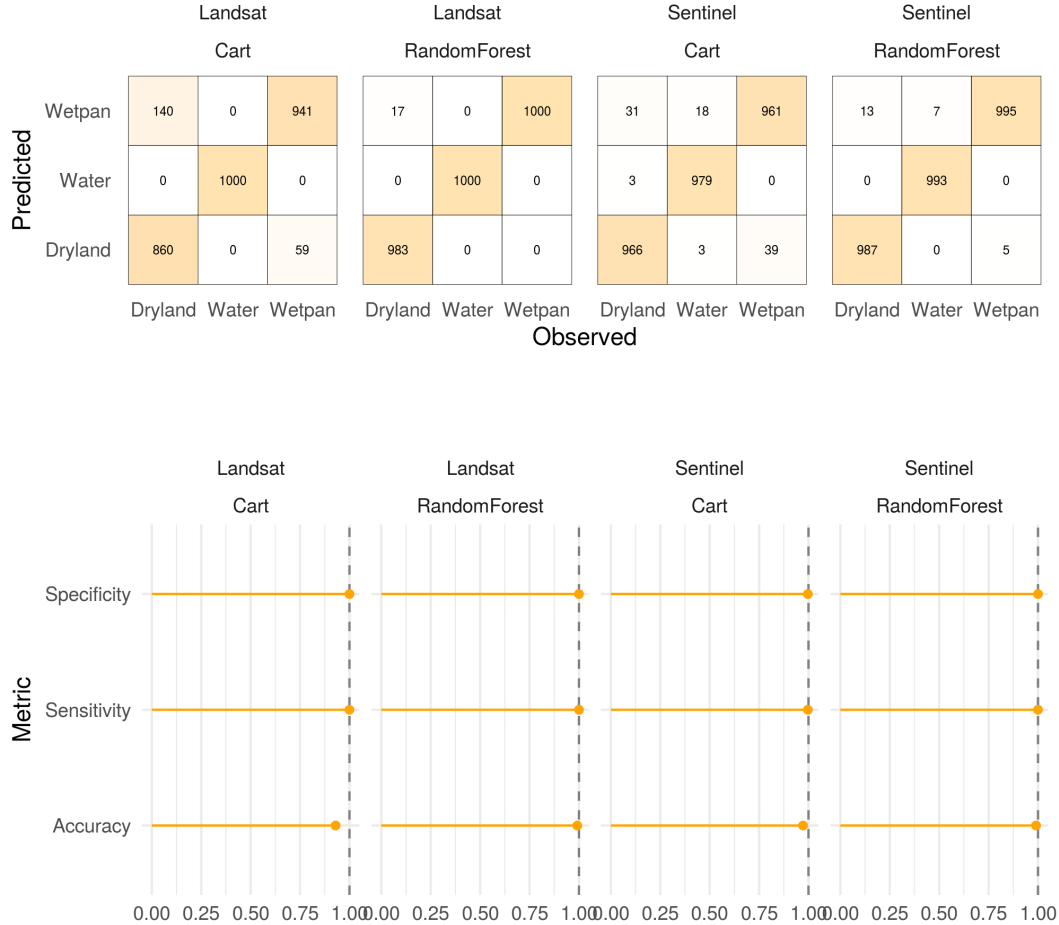 Landsat Landsat Sentinel Sentinel
Cart RandomForest Cart RandomForest
Wetpan 140 0 941 17 0 1000 31 18 961 13 7 995
Water 0 1000 0 0 1000 0 3 979 0 0 993 0
Dryland 860 0 59 983 0 0 966 3 39 987 0 5
Predicted
Dryland Water Wetpan Dryland Water Wetpan Dryland Water Wetpan Dryland Water Wetpan
Observed
Landsat Landsat Sentinel Sentinel
Cart RandomForest Cart RandomForest
Specificity
Sensitivity
Accuracy
Metric
0.00 0.25 0.50 0.75 1.00 0.00 0.25 0.50 0.75 1.00 0.00 0.25 0.50 0.75 1.00 0.00 0.25 0.50 0.75 1.00